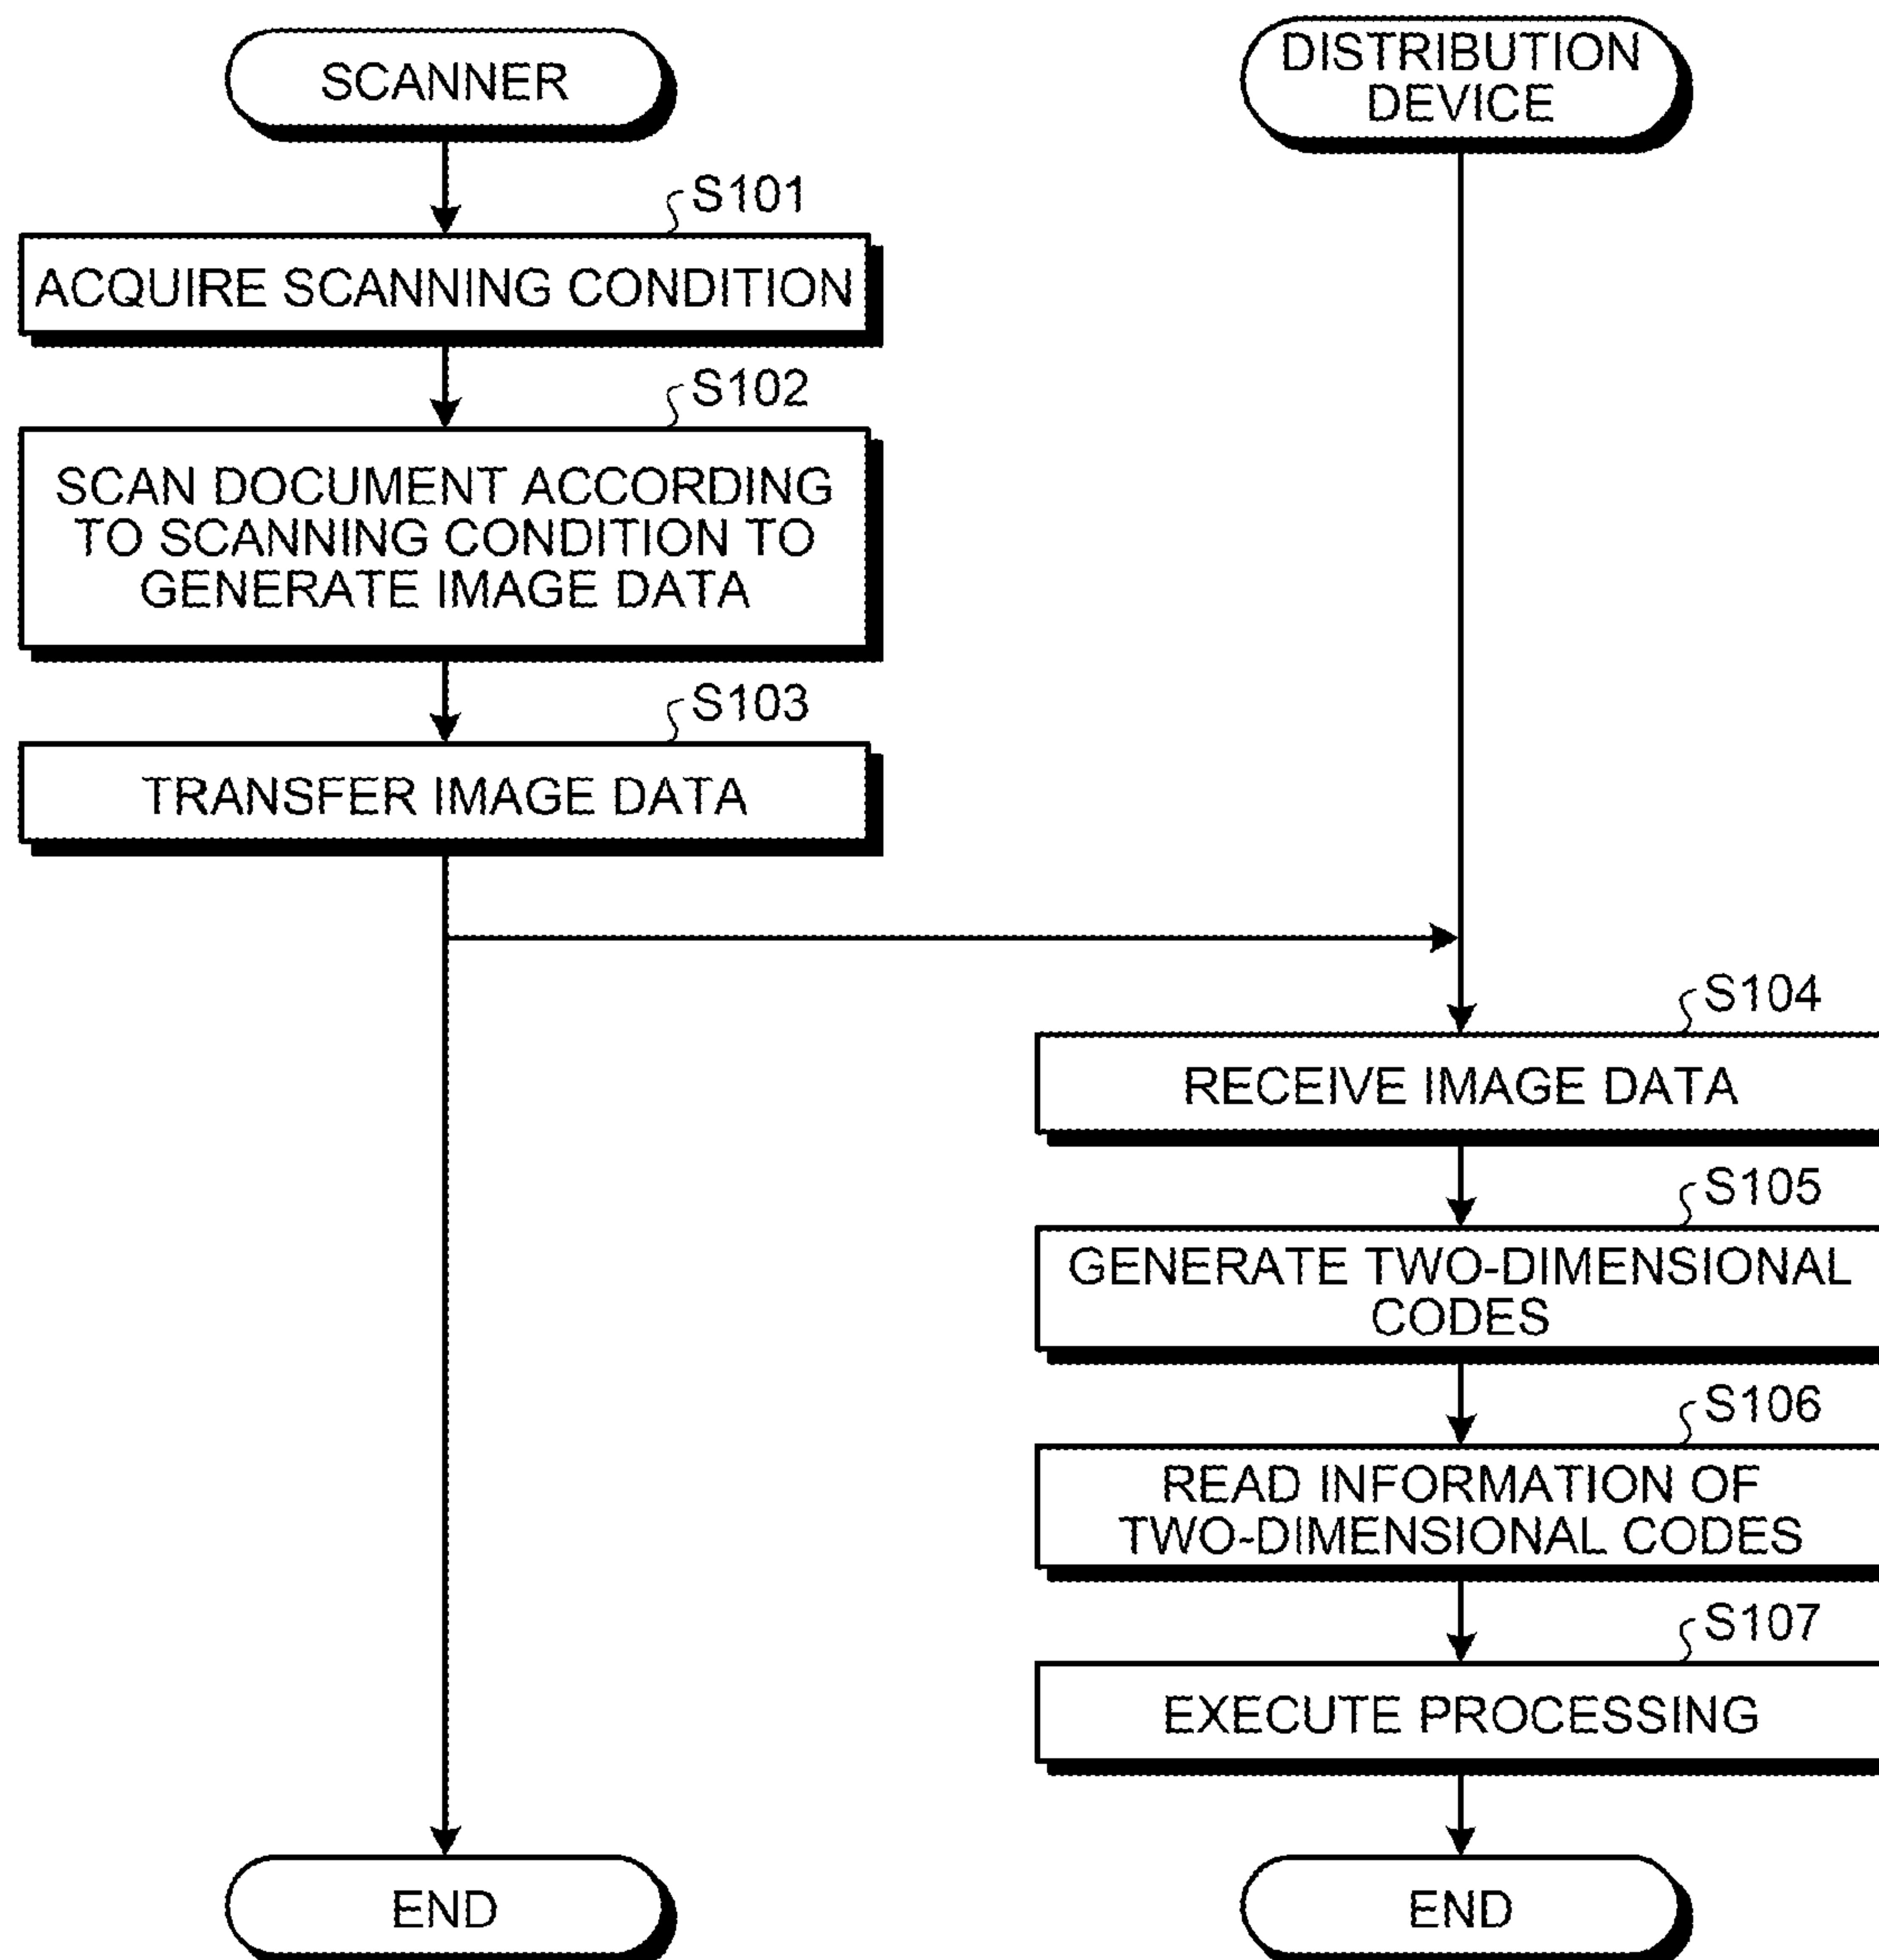 SCANNER
S101
ACQUIRE SCANNING CONDITION
S102
SCAN DOCUMENT ACCORDING
TO SCANNING CONDITION TO
GENERATE IMAGE DATA
S103
TRANSFER IMAGE DATA
END
DISTRIBUTION
DEVICE
S104
RECEIVE IMAGE DATA
S105
GENERATE TWO-DIMENSIONAL
CODES
S106
READ INFORMATION OF
TWO-DIMENSIONAL CODES
S107
EXECUTE PROCESSING
END